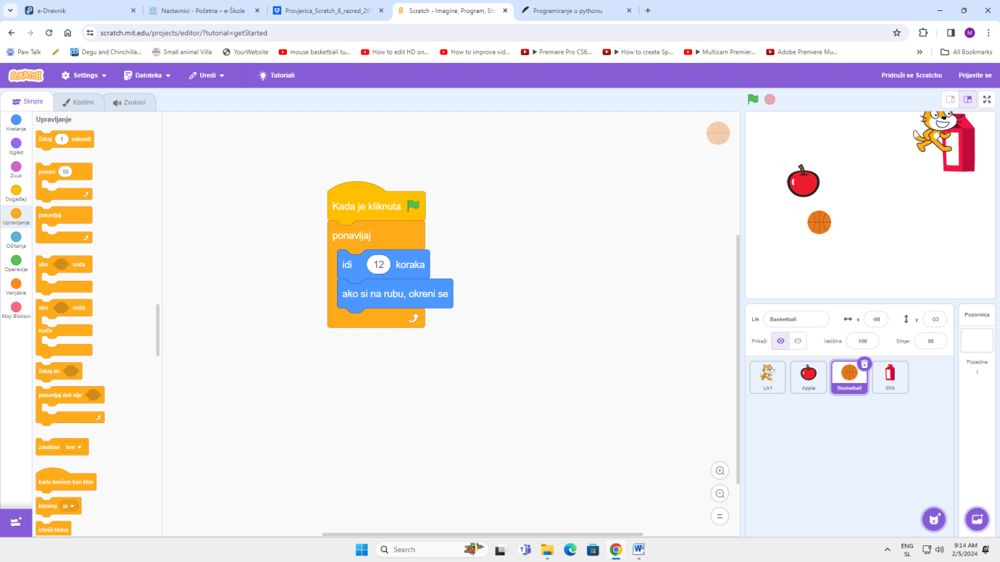 e-Dnevnik
Nastavnici - Početna – e-Škole
Provjerica_Scratch_6_razred_20
Scratch - Imagine, Program, Sh
Programiranje u pythonu
scratch.mit.edu/projects/editor/?tutorial=getStarted
M
Paw Talk
Degu and Chinchilla...
Small animal Villa
YourWebsite
mouse basketball tu...
How to edit HD on...
How to improve vid...
▶ Premiere Pro CS6...
▶ How to create Sp...
▶ Multicam Premier...
Adobe Premiere Mu...
All Bookmarks
SCRATCH
Settings
Datoteka
Uredi
Tutoriali
Pridruži se Scratchu
Prijavite se
Skripte
Kostimi
Zvukovi
Kretanje
Izgled
Zvuk
Događaji
Upravljanje
Očitanja
Operacije
Varijable
Moji Blokovi
Upravljanje
čekaj 1 sekundi
ponovi 10
ponavljaj
ako onda
ako onda
inače
čekaj do
ponavljaj dok nije
zaustavi sve
kada krećem kao klon
kloniraj ja
izbriši klona
Kada je kliknuta
ponavljaj
idi 12 koraka
ako si na rubu, okreni se
Lik Basketball x -98 y -33
Prikaži Veličina 100 Smjer 90
Lik1
Apple
Basketball
Milk
Pozornica
Pozadine
1
Search
ENG
SL
9:14 AM
2/5/2024